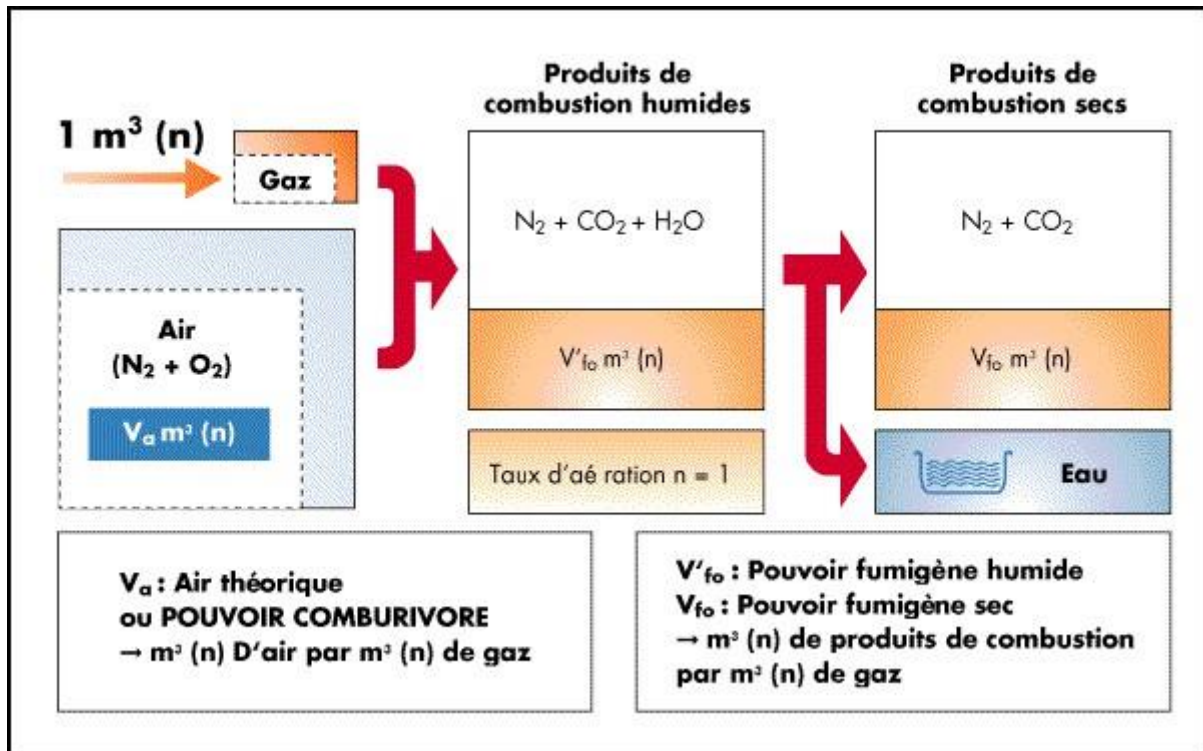 1 m³ (n)
Gaz
Air
(N₂ + O₂)
Vₐ m³ (n)
Produits de
combustion humides
N₂ + CO₂ + H₂O
V'fo m³ (n)
Taux d'aé ration n = 1
Produits de
combustion secs
N₂ + CO₂
Vfo m³ (n)
Eau
Vₐ : Air théorique
ou POUVOIR COMBURIVORE
→ m³ (n) D'air par m³ (n) de gaz
V'fo : Pouvoir fumigène humide
Vfo : Pouvoir fumigène sec
→ m³ (n) de produits de combustion
par m³ (n) de gaz